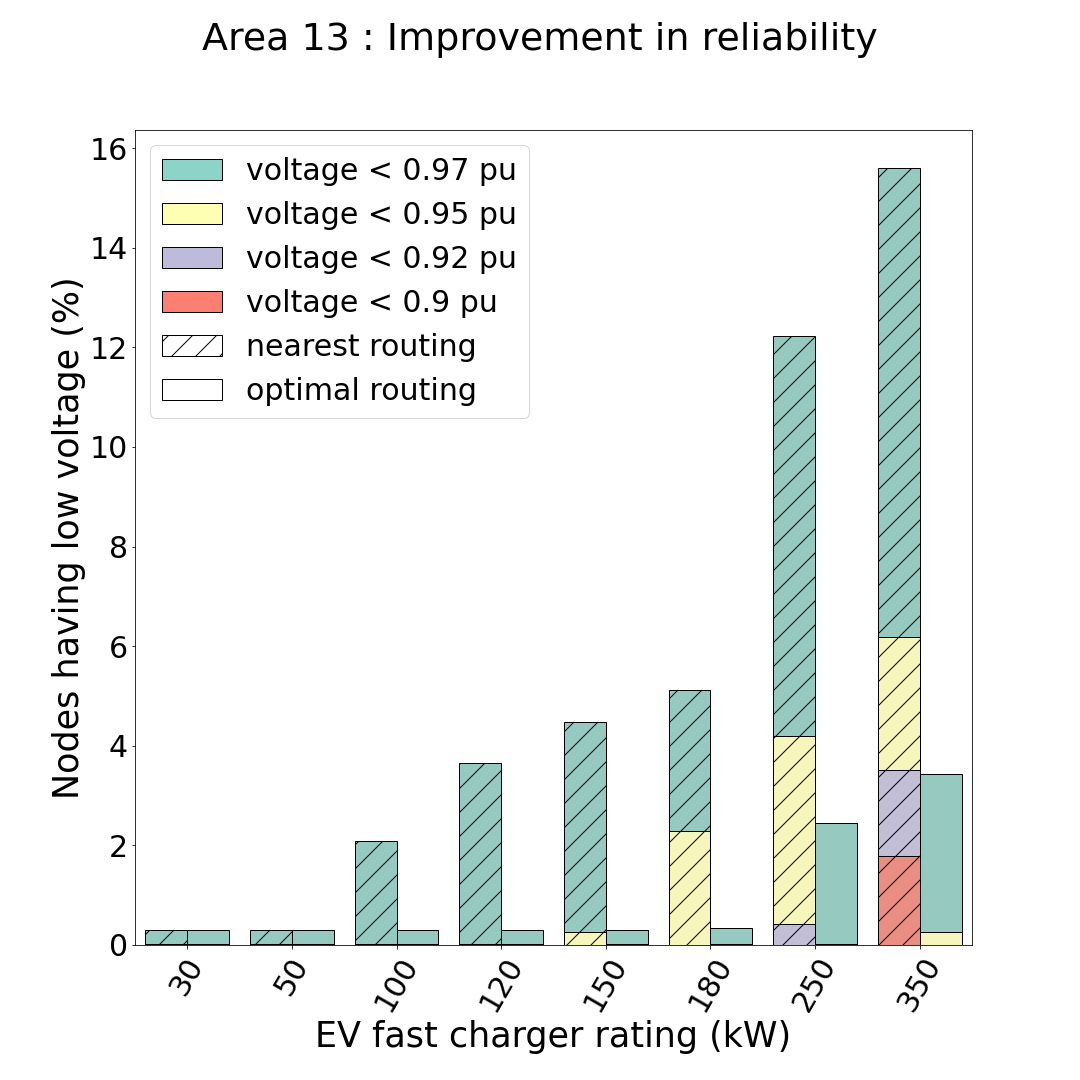 Area 13 : Improvement in reliability
voltage < 0.97 pu
voltage < 0.95 pu
voltage < 0.92 pu
voltage < 0.9 pu
nearest routing
optimal routing
Nodes having low voltage (%)
16
14
12
10
8
6
4
2
0
30 50 100 120 150 180 250 350
EV fast charger rating (kW)